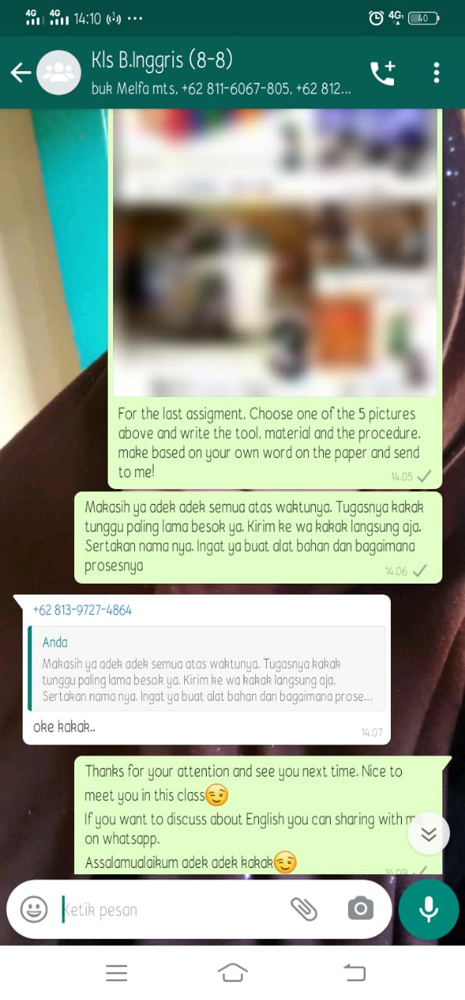 4G 4G 14:10 4G 40
Kls B.Inggris (8-8)
buk Melfa mts, +62 811-6067-805, +62 812...
For the last assigment, Choose one of the 5 pictures
above and write the tool, material and the procedure.
make based on your own word on the paper and send
to me!
14.05
Makasih ya adek adek semua atas waktunya. Tugasnya kakak
tunggu paling lama besok ya. Kirim ke wa kakak langsung aja.
Sertakan nama nya. Ingat ya buat alat bahan dan bagaimana
prosesnya
14.06
+62 813-9727-4864
Anda
Makasih ya adek adek semua atas waktunya. Tugasnya kakak
tunggu paling lama besok ya. Kirim ke wa kakak langsung aja.
Sertakan nama nya. Ingat ya buat alat bahan dan bagaimana prose...
oke kakak..
14.07
Thanks for your attention and see you next time. Nice to
meet you in this class😉
If you want to discuss about English you can sharing with me
on whatsapp.
Assalamualaikum adek adek kakak😉
14.09
Ketik pesan